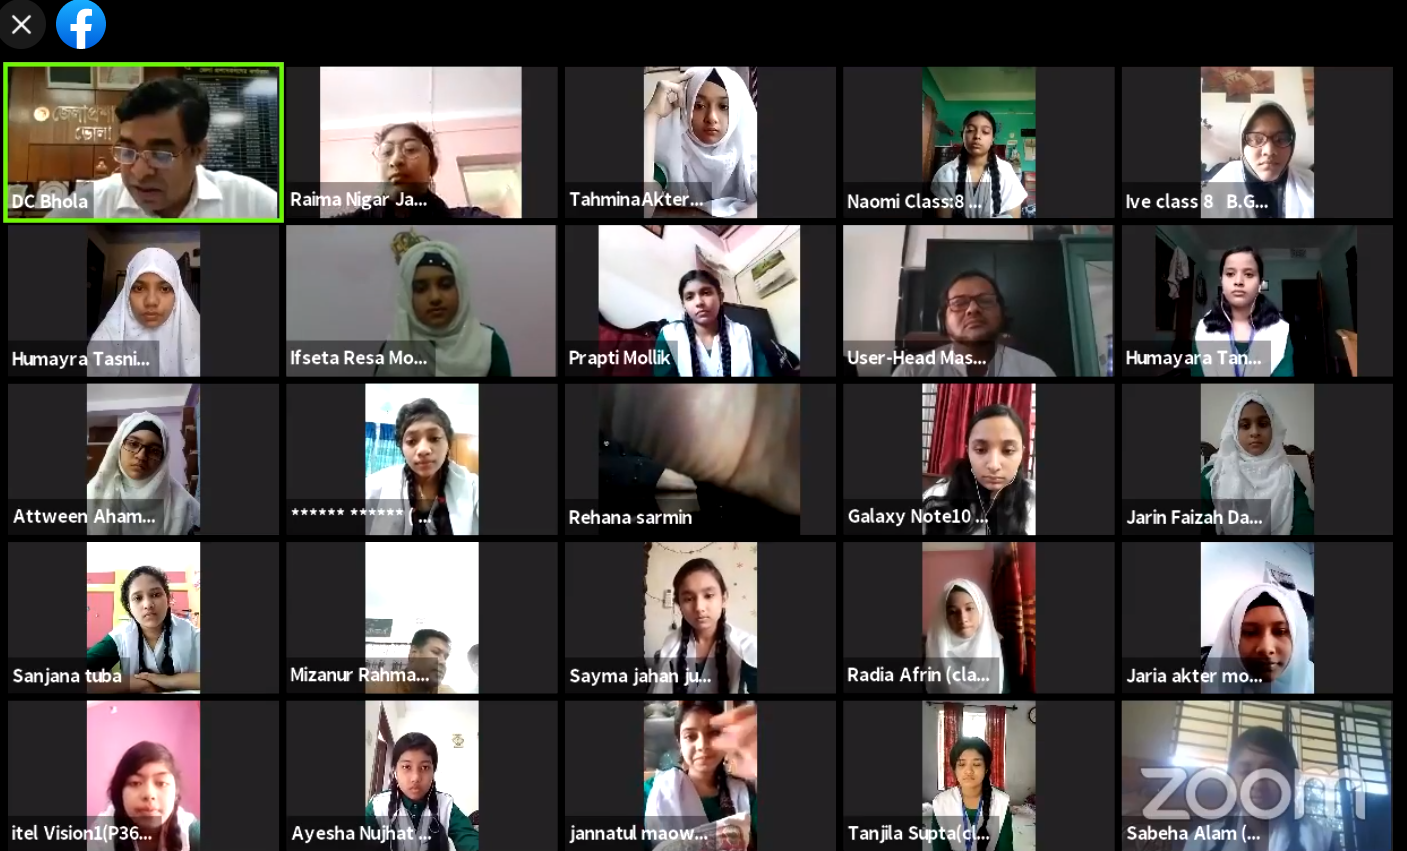 জেলাপ্রশা
ভোলা
DC Bhola
Raima Nigar Ja...
TahminaAkter...
Naomi Class:8 ...
Ive class 8 B.G...
Humayra Tasni...
Ifseta Resa Mo...
Prapti Mollik
User-Head Mas...
Humayara Tan...
Attween Aham...
****** ****** ( ...
Rehana sarmin
Galaxy Note10 ...
Jarin Faizah Da...
Sanjana tuba
Mizanur Rahma...
Sayma jahan ju...
Radia Afrin (cla...
Jaria akter mo...
itel Vision1(P36...
Ayesha Nujhat ...
jannatul maow...
Tanjila Supta(cl...
Sabeha Alam (...
zoom